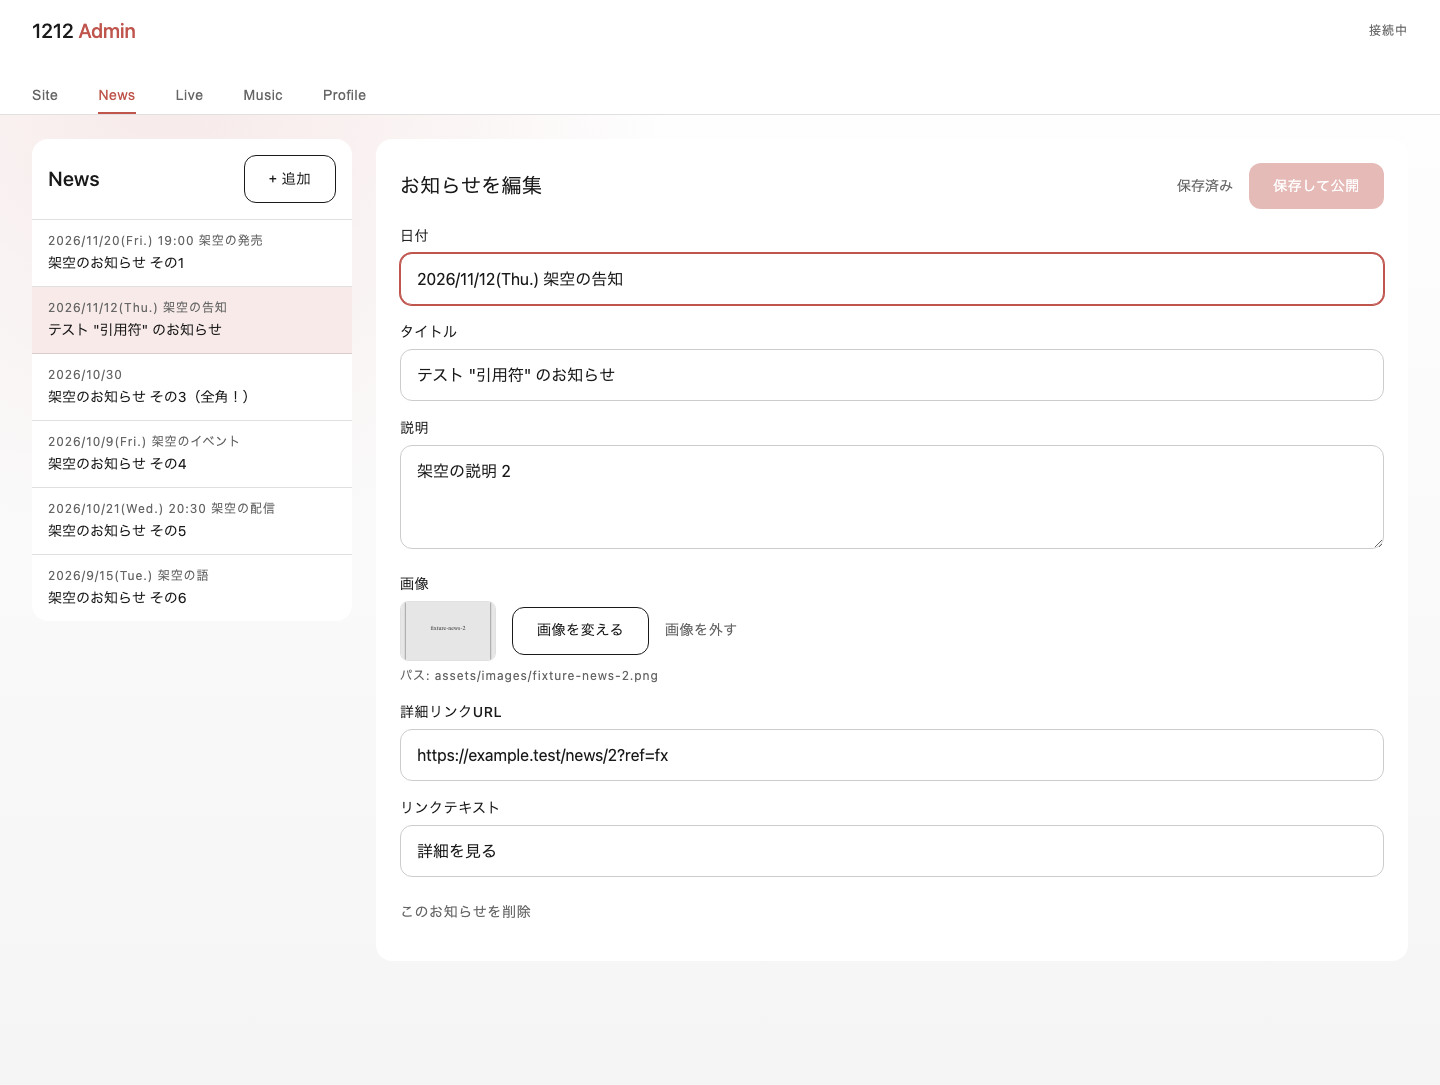 1212 Admin
接続中
Site News Live Music Profile
News
+ 追加
2026/11/20(Fri.) 19:00 架空の発売
架空のお知らせ その1
2026/11/12(Thu.) 架空の告知
テスト "引用符" のお知らせ
2026/10/30
架空のお知らせ その3（全角！）
2026/10/9(Fri.) 架空のイベント
架空のお知らせ その4
2026/10/21(Wed.) 20:30 架空の配信
架空のお知らせ その5
2026/9/15(Tue.) 架空の語
架空のお知らせ その6
お知らせを編集
保存済み
保存して公開
日付
2026/11/12(Thu.) 架空の告知
タイトル
テスト "引用符" のお知らせ
説明
架空の説明 2
画像
fixture-news-2
画像を変える
画像を外す
パス: assets/images/fixture-news-2.png
詳細リンクURL
https://example.test/news/2?ref=fx
リンクテキスト
詳細を見る
このお知らせを削除